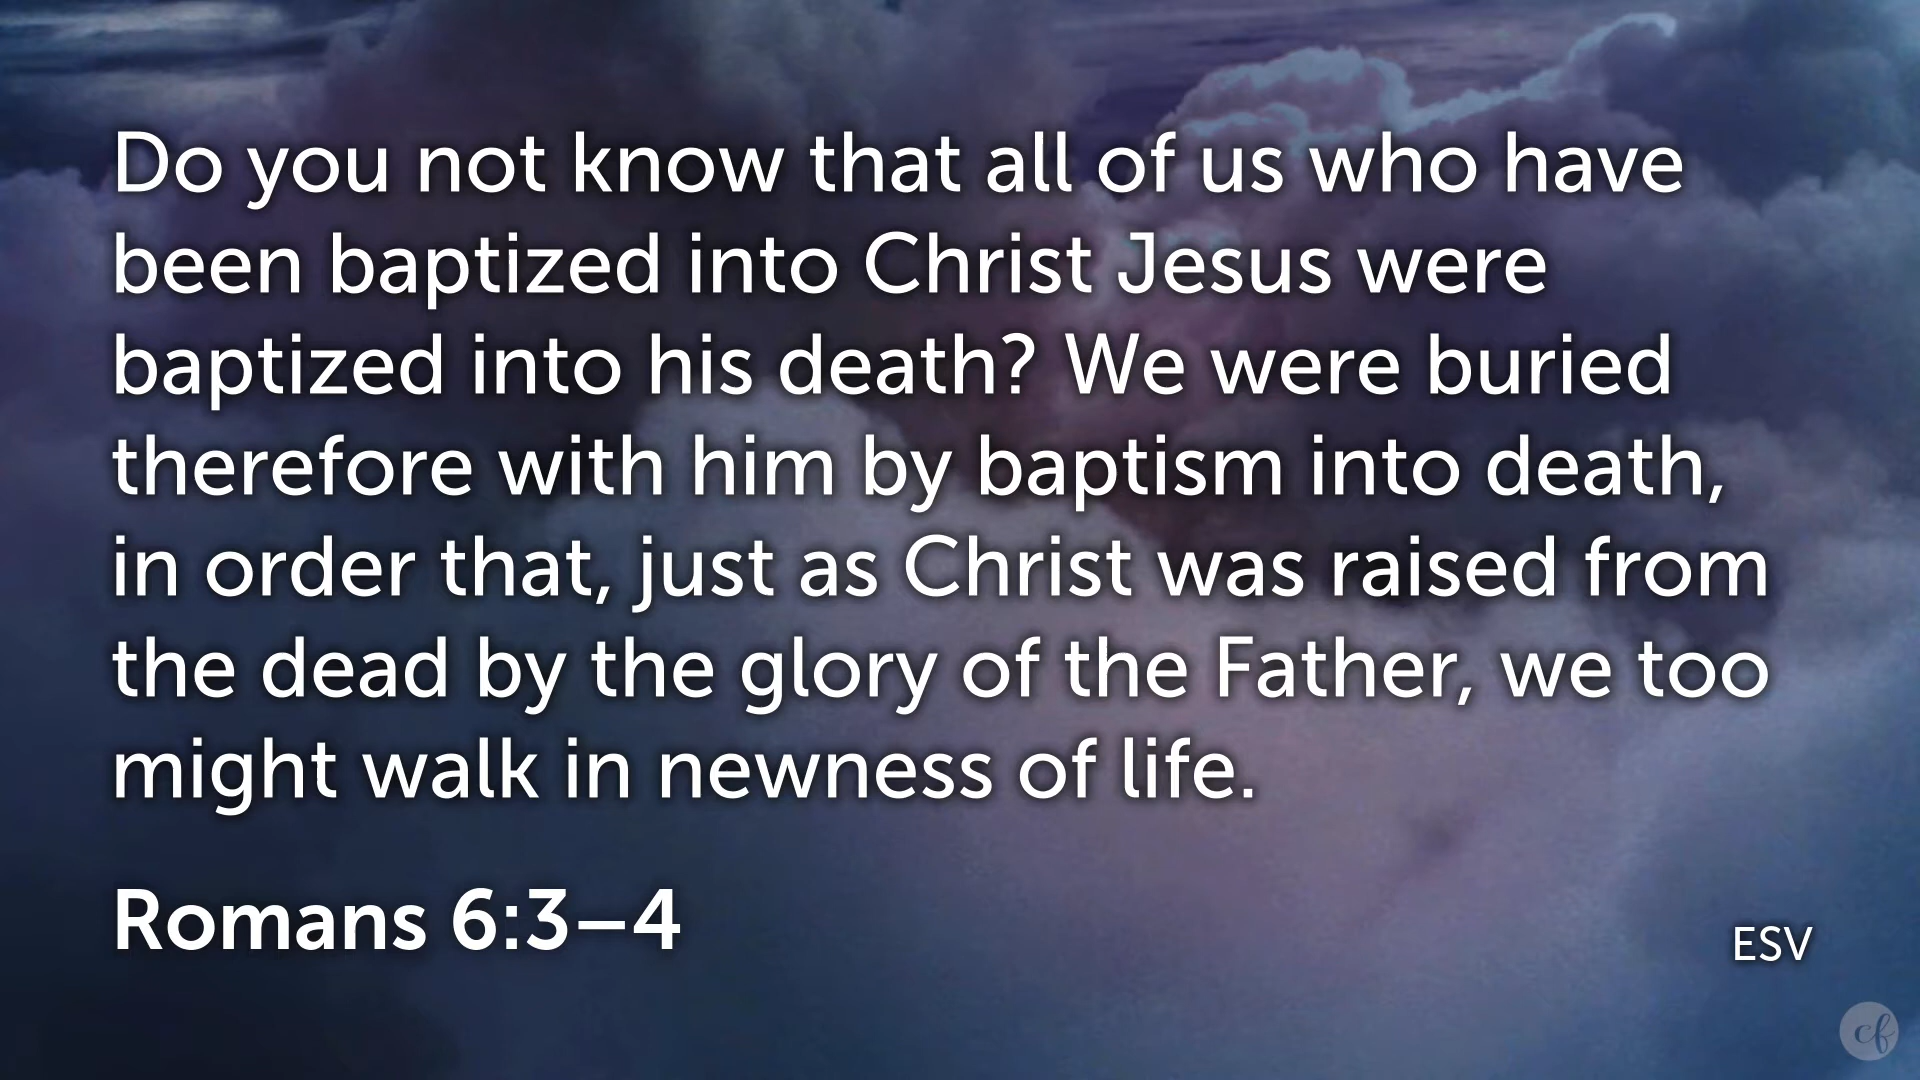 Do you not know that all of us who have
been baptized into Christ Jesus were
baptized into his death? We were buried
therefore with him by baptism into death,
in order that, just as Christ was raised from
the dead by the glory of the Father, we too
might walk in newness of life.
Romans 6:3–4
ESV
cf